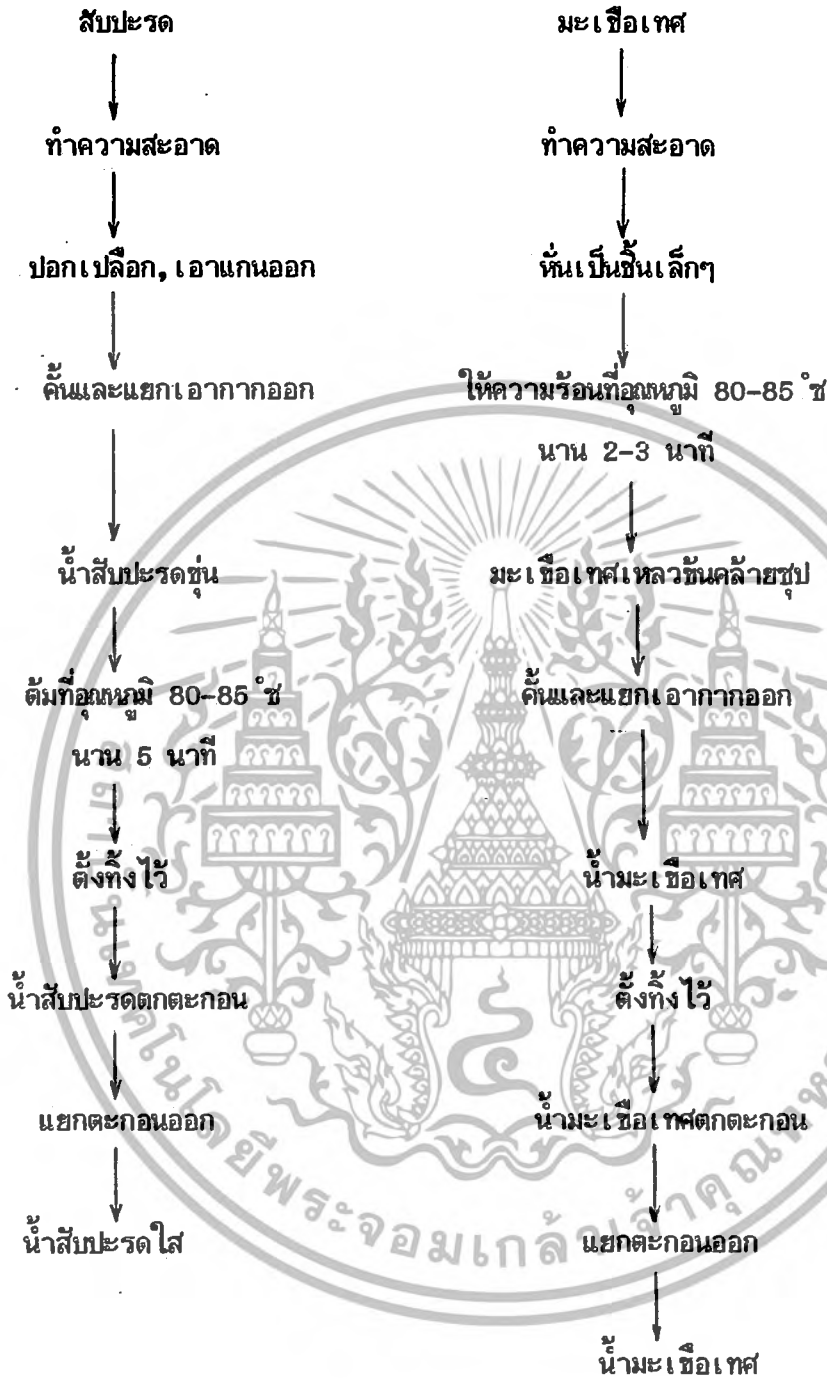 สับปะรด
ทำความสะอาด
ปอกเปลือก, เอาแกนออก
คั้นและแยกเอากากออก
น้ำสับปะรดขุ่น
ต้มที่อุณหภูมิ 80-85 °ซ
นาน 5 นาที
ตั้งทิ้งไว้
น้ำสับปะรดตกตะกอน
แยกตะกอนออก
น้ำสับปะรดใส
มะเขือเทศ
ทำความสะอาด
หั่นเป็นชิ้นเล็กๆ
ให้ความร้อนที่อุณหภูมิ 80-85 °ซ
นาน 2-3 นาที
มะเขือเทศเหลวข้นคล้ายซุป
คั้นและแยกเอากากออก
น้ำมะเขือเทศ
ตั้งทิ้งไว้
น้ำมะเขือเทศตกตะกอน
แยกตะกอนออก
น้ำมะเขือเทศ